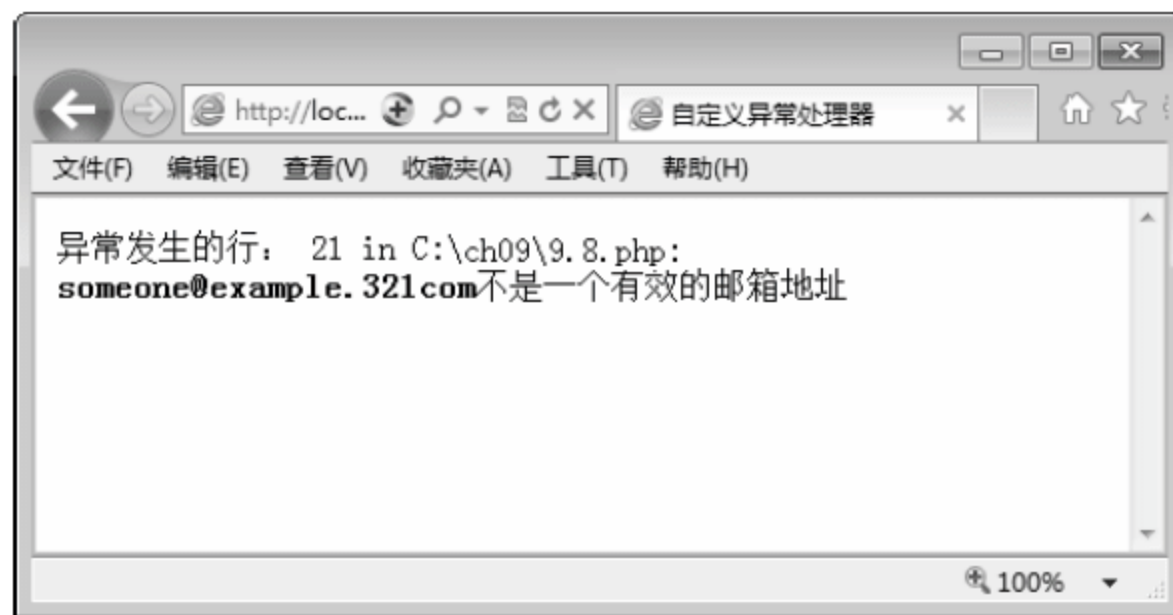 http://loc...
自定义异常处理器
文件(F) 编辑(E) 查看(V) 收藏夹(A) 工具(T) 帮助(H)
异常发生的行： 21 in C:\ch09\9.8.php:
someone@example.321com不是一个有效的邮箱地址
100%